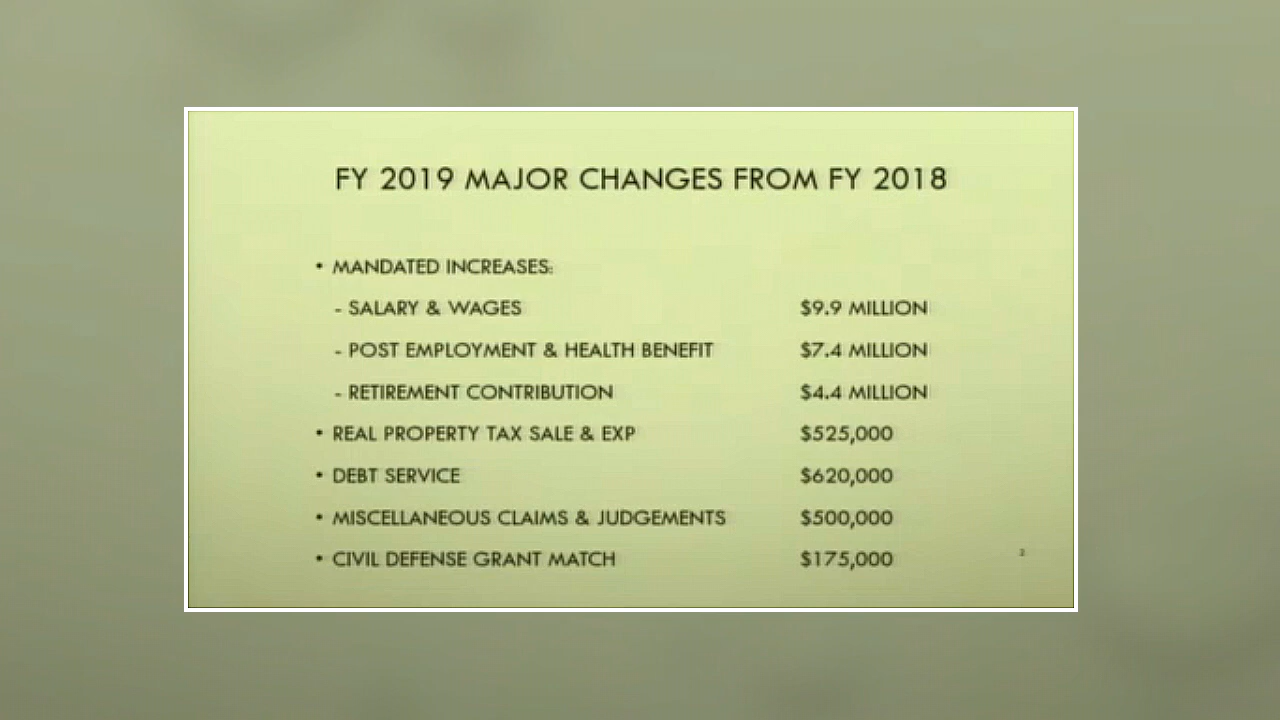 FY 2019 MAJOR CHANGES FROM FY 2018
• MANDATED INCREASES:
- SALARY & WAGES $9.9 MILLION
- POST EMPLOYMENT & HEALTH BENEFIT $7.4 MILLION
- RETIREMENT CONTRIBUTION $4.4 MILLION
• REAL PROPERTY TAX SALE & EXP $525,000
• DEBT SERVICE $620,000
• MISCELLANEOUS CLAIMS & JUDGEMENTS $500,000
• CIVIL DEFENSE GRANT MATCH $175,000
2